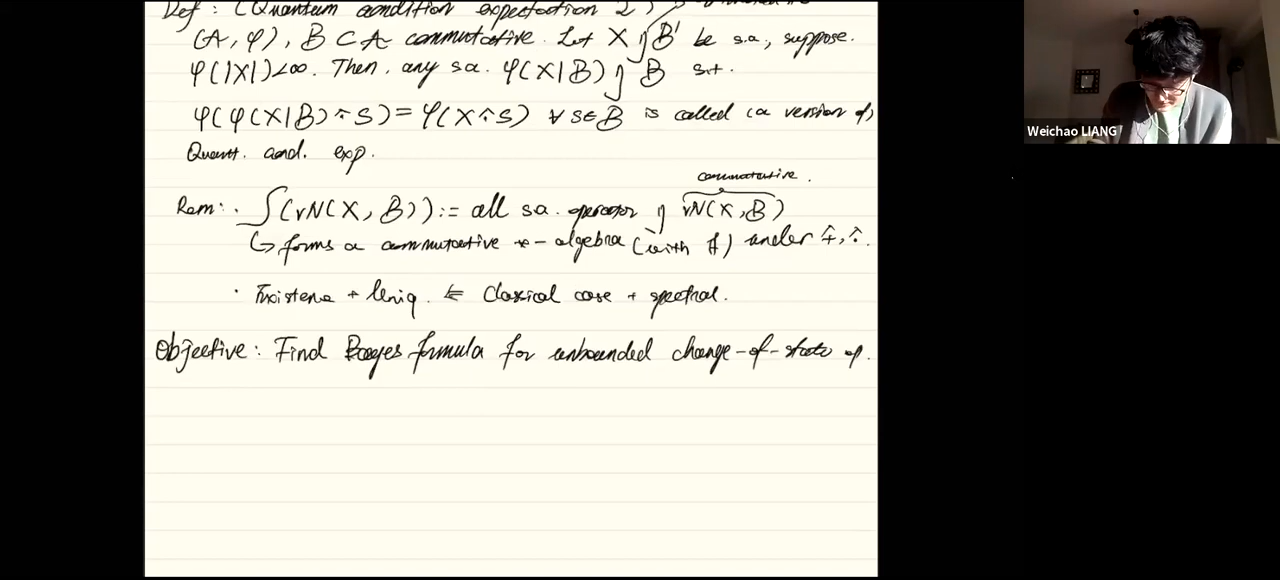 Def: (Quantum condition expectation 2)
(A, φ), B ⊂ A commutative. Let X η B' be s.a., suppose.
φ(|X|)<∞. Then, any s.a. φ(X|B) η B s.t.
φ(φ(X|B) ⋅̂ S) = φ(X ⋅̂ S) ∀ S∈B is called (a version of)
Quant. cond. exp.
commutative.
Rem: · S(vN(X, B)) := all s.a. operator η vN(X, B)
↳ forms a commutative *-algebra (with 1) under +̂, ⋅̂.
· Existence + Uniq. ⇐ Classical case + spectral.
Objective: Find Bayes formula for unbounded change-of-state op.
Weichao LIANG